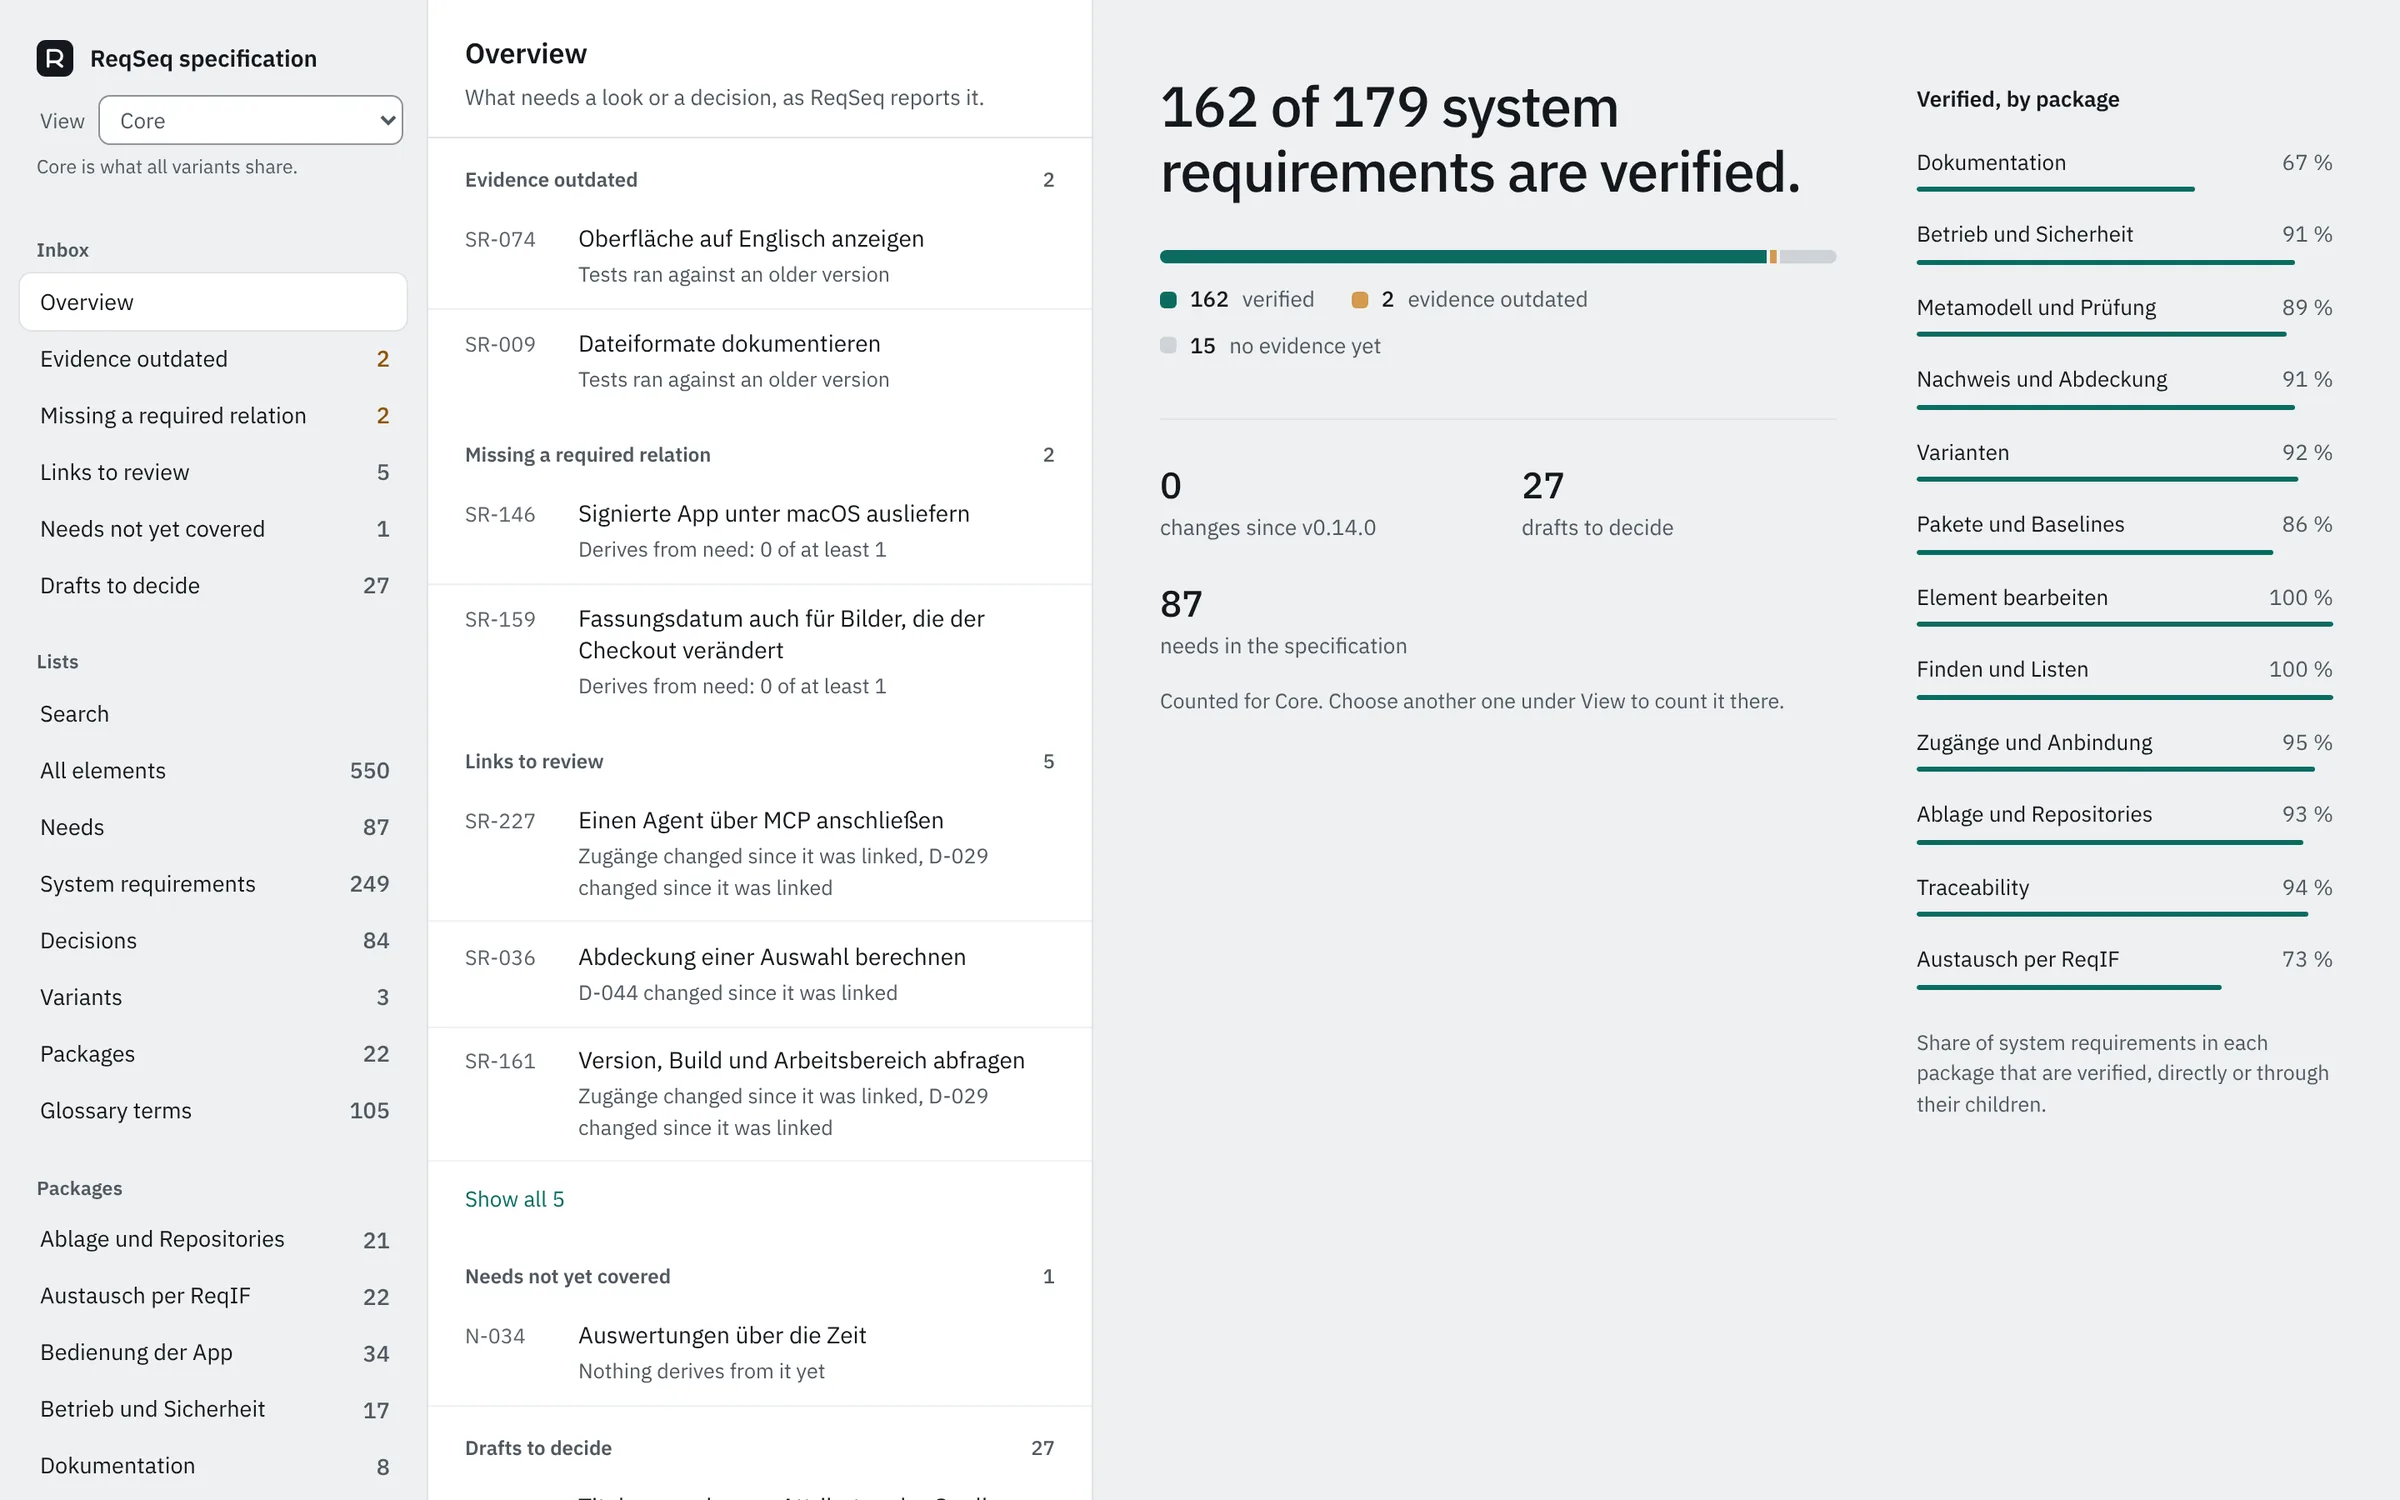 ReqSeq specification
View Core
Core is what all variants share.
Inbox
Overview
Evidence outdated 2
Missing a required relation 2
Links to review 5
Needs not yet covered 1
Drafts to decide 27
Lists
Search
All elements 550
Needs 87
System requirements 249
Decisions 84
Variants 3
Packages 22
Glossary terms 105
Packages
Ablage und Repositories 21
Austausch per ReqIF 22
Bedienung der App 34
Betrieb und Sicherheit 17
Dokumentation 8
Overview
What needs a look or a decision, as ReqSeq reports it.
Evidence outdated 2
SR-074 Oberfläche auf Englisch anzeigen
Tests ran against an older version
SR-009 Dateiformate dokumentieren
Tests ran against an older version
Missing a required relation 2
SR-146 Signierte App unter macOS ausliefern
Derives from need: 0 of at least 1
SR-159 Fassungsdatum auch für Bilder, die der
Checkout verändert
Derives from need: 0 of at least 1
Links to review 5
SR-227 Einen Agent über MCP anschließen
Zugänge changed since it was linked, D-029
changed since it was linked
SR-036 Abdeckung einer Auswahl berechnen
D-044 changed since it was linked
SR-161 Version, Build und Arbeitsbereich abfragen
Zugänge changed since it was linked, D-029
changed since it was linked
Show all 5
Needs not yet covered 1
N-034 Auswertungen über die Zeit
Nothing derives from it yet
Drafts to decide 27
162 of 179 system
requirements are verified.
162 verified 2 evidence outdated
15 no evidence yet
0 27
changes since v0.14.0 drafts to decide
87
needs in the specification
Counted for Core. Choose another one under View to count it there.
Verified, by package
Dokumentation 67 %
Betrieb und Sicherheit 91 %
Metamodell und Prüfung 89 %
Nachweis und Abdeckung 91 %
Varianten 92 %
Pakete und Baselines 86 %
Element bearbeiten 100 %
Finden und Listen 100 %
Zugänge und Anbindung 95 %
Ablage und Repositories 93 %
Traceability 94 %
Austausch per ReqIF 73 %
Share of system requirements in each
package that are verified, directly or through
their children.